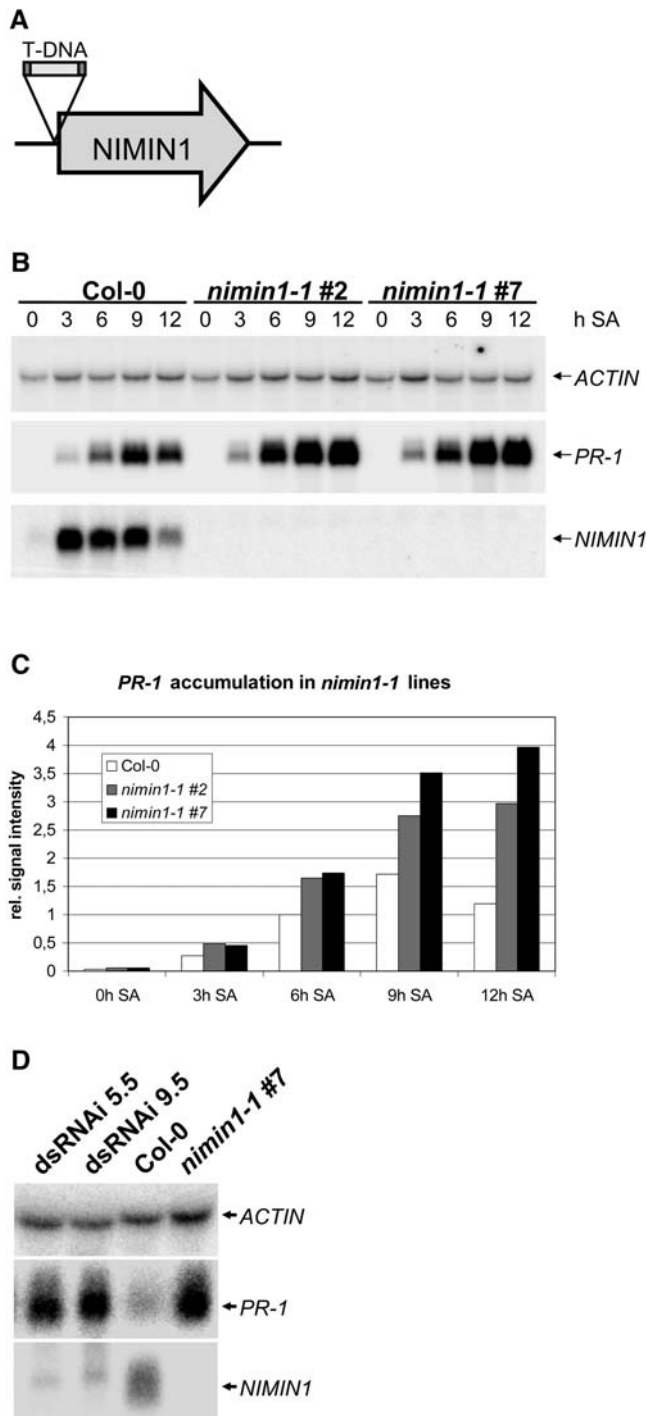 A
T-DNA
NIMIN1
B
Col-0 nimin1-1 #2 nimin1-1 #7
0 3 6 9 12 0 3 6 9 12 0 3 6 9 12 h SA
ACTIN
PR-1
NIMIN1
C
PR-1 accumulation in nimin1-1 lines
4,5
4
3,5
3
2,5
2
1,5
1
0,5
0
rel. signal intensity
Col-0
nimin1-1 #2
nimin1-1 #7
0h SA 3h SA 6h SA 9h SA 12h SA
D
dsRNAi 5.5
dsRNAi 9.5
Col-0
nimin1-1 #7
ACTIN
PR-1
NIMIN1